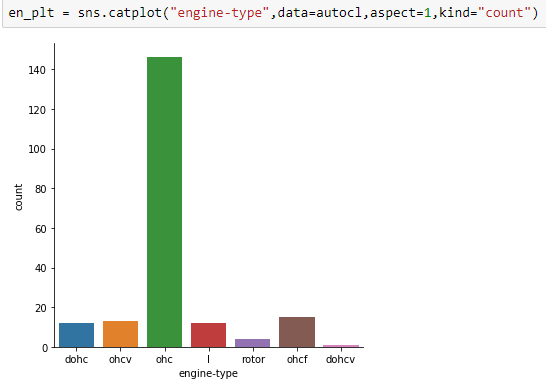 en_plt = sns.catplot("engine-type",data=autocl,aspect=1,kind="count")
140
120
100
80
60
40
20
0
count
dohc ohcv ohc l rotor ohcf dohcv
engine-type